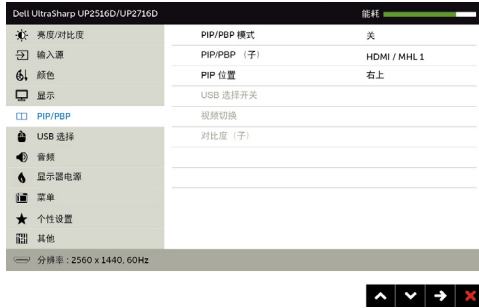 Dell UltraSharp UP2516D/UP2716D 能耗
亮度/对比度 PIP/PBP 模式 关
输入源 PIP/PBP （子） HDMI / MHL 1
颜色 PIP 位置 右上
显示 USB 选择开关
PIP/PBP 视频切换
USB 选择 对比度（子）
音频
显示器电源
菜单
个性设置
其他
分辨率：2560 x 1440, 60Hz